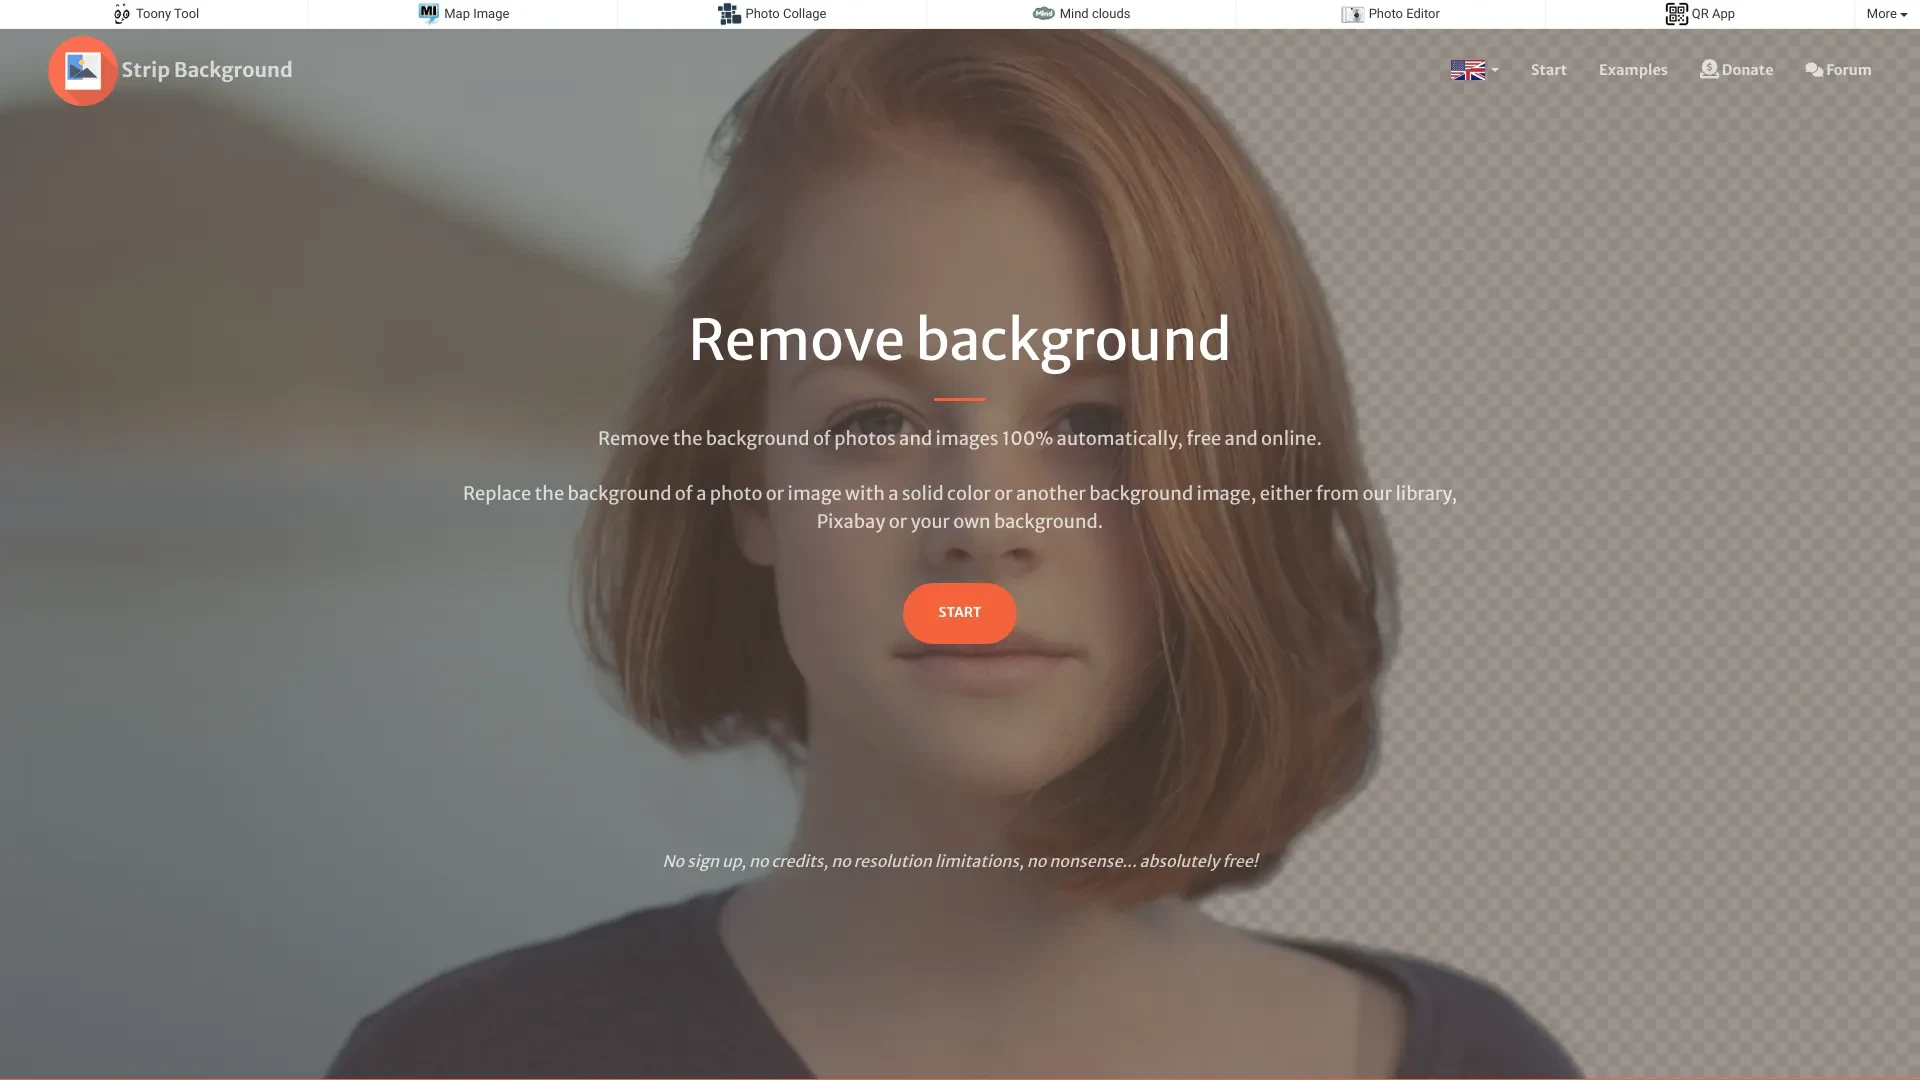 Toony Tool
MI Map Image
Photo Collage
Mind Mind clouds
Photo Editor
QR App
More
Strip Background
Start
Examples
Donate
Forum
Remove background
Remove the background of photos and images 100% automatically, free and online.
Replace the background of a photo or image with a solid color or another background image, either from our library,
Pixabay or your own background.
START
No sign up, no credits, no resolution limitations, no nonsense... absolutely free!